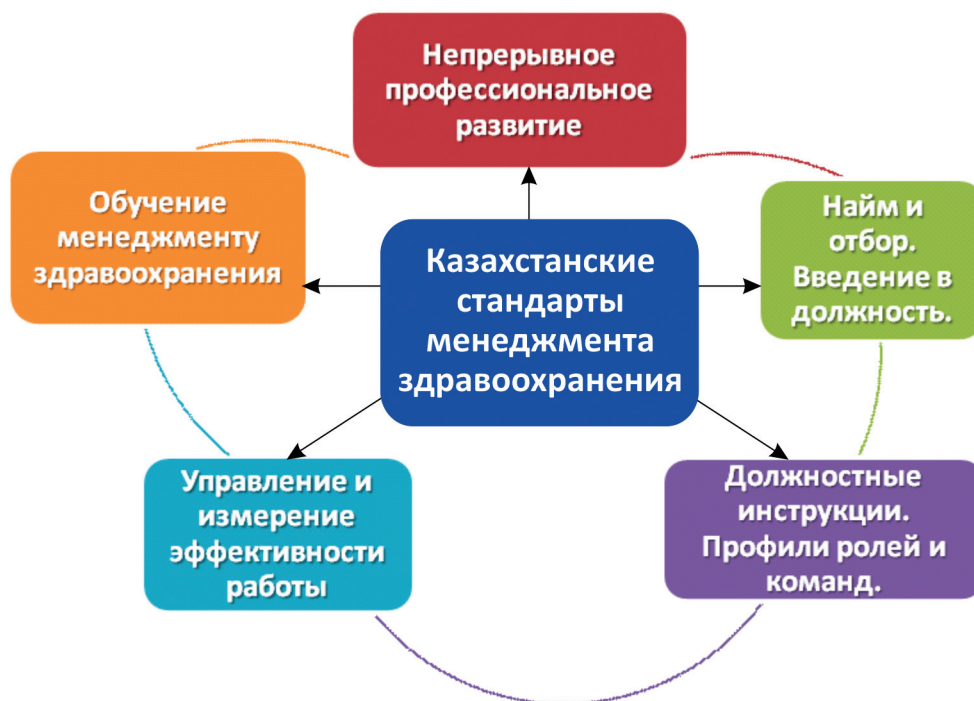 Непрерывное
профессиональное
развитие
Обучение
менеджменту
здравоохранения
Казахстанские
стандарты
менеджмента
здравоохранения
Найм и
отбор.
Введение в
должность.
Управление и
измерение
эффективности
работы
Должностные
инструкции.
Профили ролей и
команд.